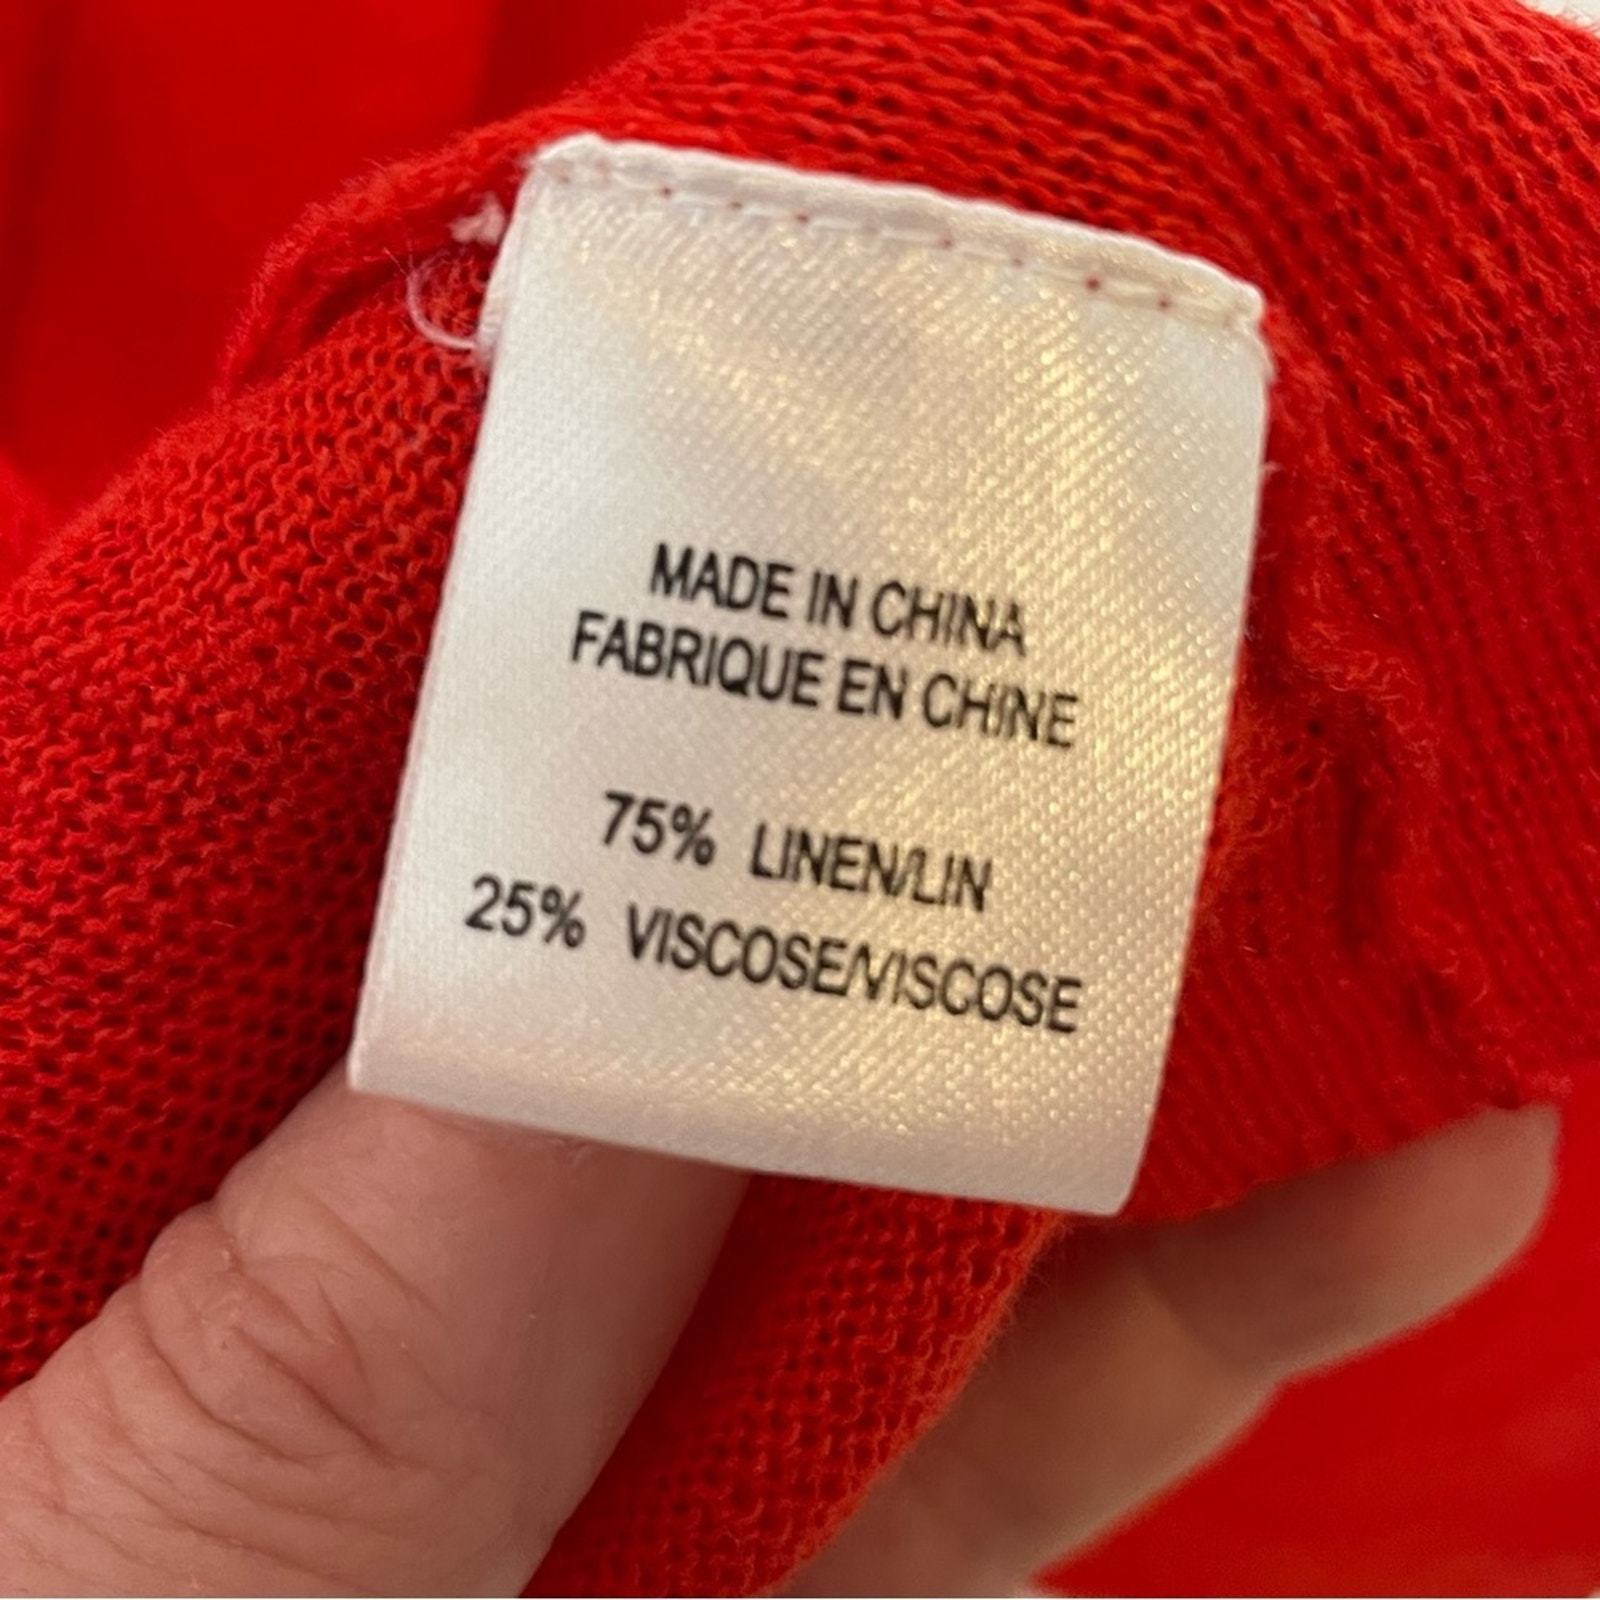 MADE IN CHINA
FABRIQUE EN CHINE
75% LINEN/LIN
25% VISCOSE/VISCOSE